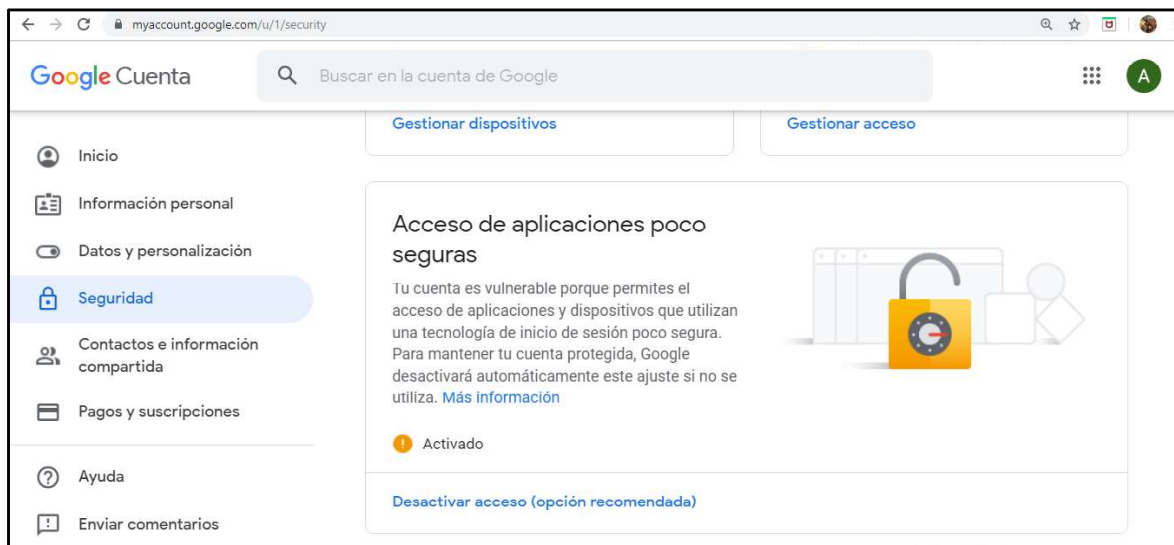 myaccount.google.com/u/1/security
Google Cuenta
Buscar en la cuenta de Google
A
Gestionar dispositivos
Gestionar acceso
Inicio
Información personal
Datos y personalización
Seguridad
Contactos e información
compartida
Pagos y suscripciones
Ayuda
Enviar comentarios
Acceso de aplicaciones poco
seguras
Tu cuenta es vulnerable porque permites el
acceso de aplicaciones y dispositivos que utilizan
una tecnología de inicio de sesión poco segura.
Para mantener tu cuenta protegida, Google
desactivará automáticamente este ajuste si no se
utiliza. Más información
Activado
Desactivar acceso (opción recomendada)